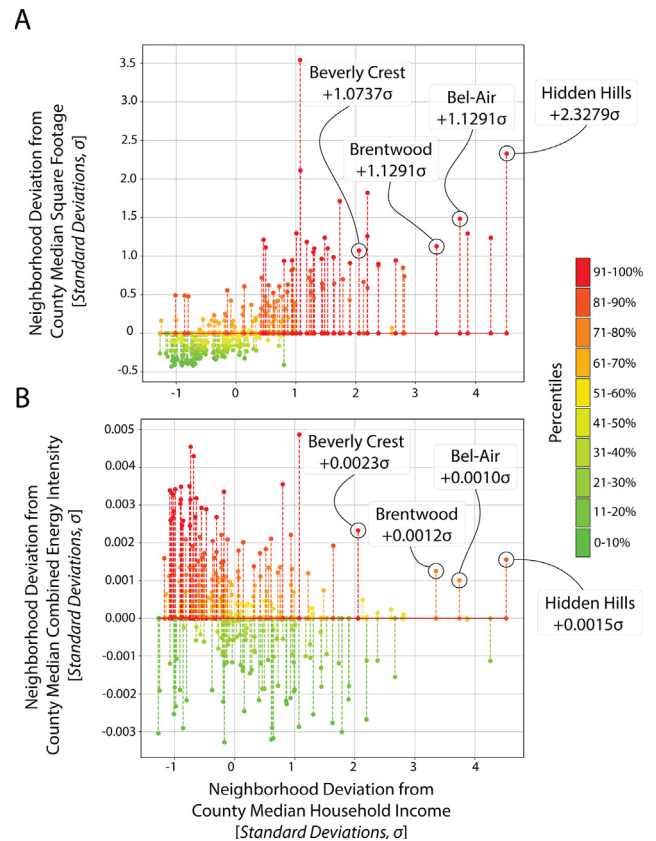 A
Neighborhood Deviation from
County Median Square Footage
[Standard Deviations, σ]
3.5
3.0
2.5
2.0
1.5
1.0
0.5
0
-0.5
-1
0
1
2
3
4
Beverly Crest
+1.0737σ
Brentwood
+1.1291σ
Bel-Air
+1.1291σ
Hidden Hills
+2.3279σ
Percentiles
91-100%
81-90%
71-80%
61-70%
51-60%
41-50%
31-40%
21-30%
11-20%
0-10%
B
Neighborhood Deviation from
County Median Combined Energy Intensity
[Standard Deviations, σ]
0.005
0.004
0.003
0.002
0.001
0.000
-0.001
-0.002
-0.003
Beverly Crest
+0.0023σ
Brentwood
+0.0012σ
Bel-Air
+0.0010σ
Hidden Hills
+0.0015σ
-1
0
1
2
3
4
Neighborhood Deviation from
County Median Household Income
[Standard Deviations, σ]